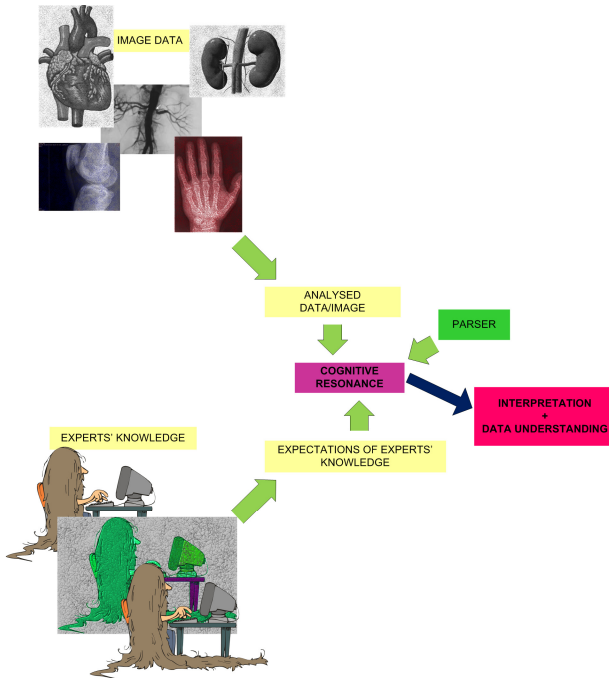 IMAGE DATA
ANALYSED
DATA/IMAGE
PARSER
COGNITIVE
RESONANCE
INTERPRETATION
+
DATA UNDERSTANDING
EXPERTS’ KNOWLEDGE
EXPECTATIONS OF EXPERTS’
KNOWLEDGE